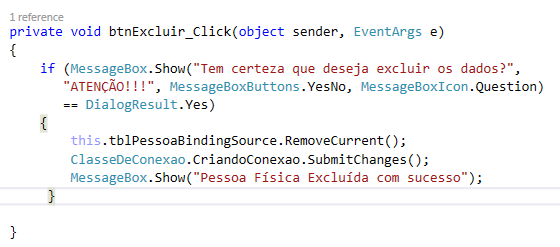 1 reference
private void btnExcluir_Click(object sender, EventArgs e)
{
if (MessageBox.Show("Tem certeza que deseja excluir os dados?",
"ATENÇÃO!!!", MessageBoxButtons.YesNo, MessageBoxIcon.Question)
== DialogResult.Yes)
{
this.tblPessoaBindingSource.RemoveCurrent();
ClasseDeConexao.CriandoConexao.SubmitChanges();
MessageBox.Show("Pessoa Física Excluída com sucesso");
}
}